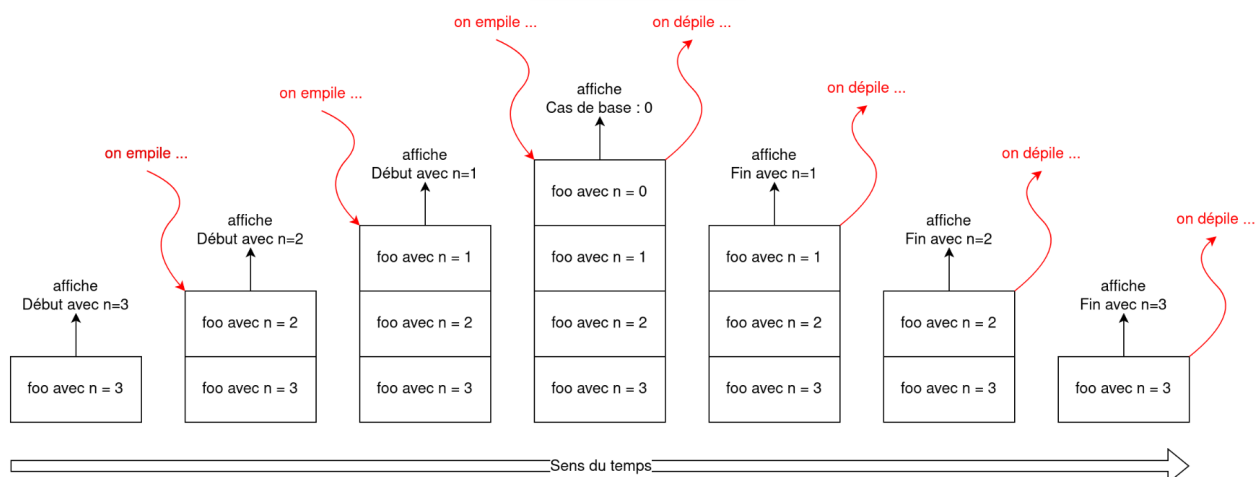 on empile ...
on dépile ...
affiche
Cas de base : 0
on empile ...
on dépile ...
on empile ...
affiche
Début avec n=1
foo avec n = 0
affiche
Fin avec n=1
on dépile ...
affiche
Début avec n=2
foo avec n = 1
foo avec n = 1
foo avec n = 1
affiche
Fin avec n=2
on dépile ...
affiche
Début avec n=3
foo avec n = 2
foo avec n = 2
foo avec n = 2
foo avec n = 2
foo avec n = 2
affiche
Fin avec n=3
foo avec n = 3
foo avec n = 3
foo avec n = 3
foo avec n = 3
foo avec n = 3
foo avec n = 3
foo avec n = 3
Sens du temps